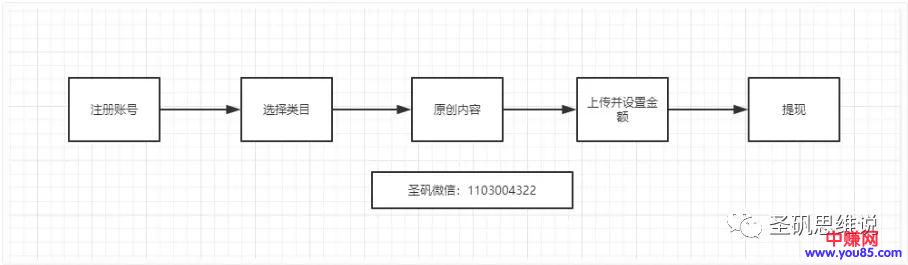 注册账号
选择类目
原创内容
上传并设置金
额
提现
圣矾微信：1103004322
圣矾思维说
中赚网
www.you85.com